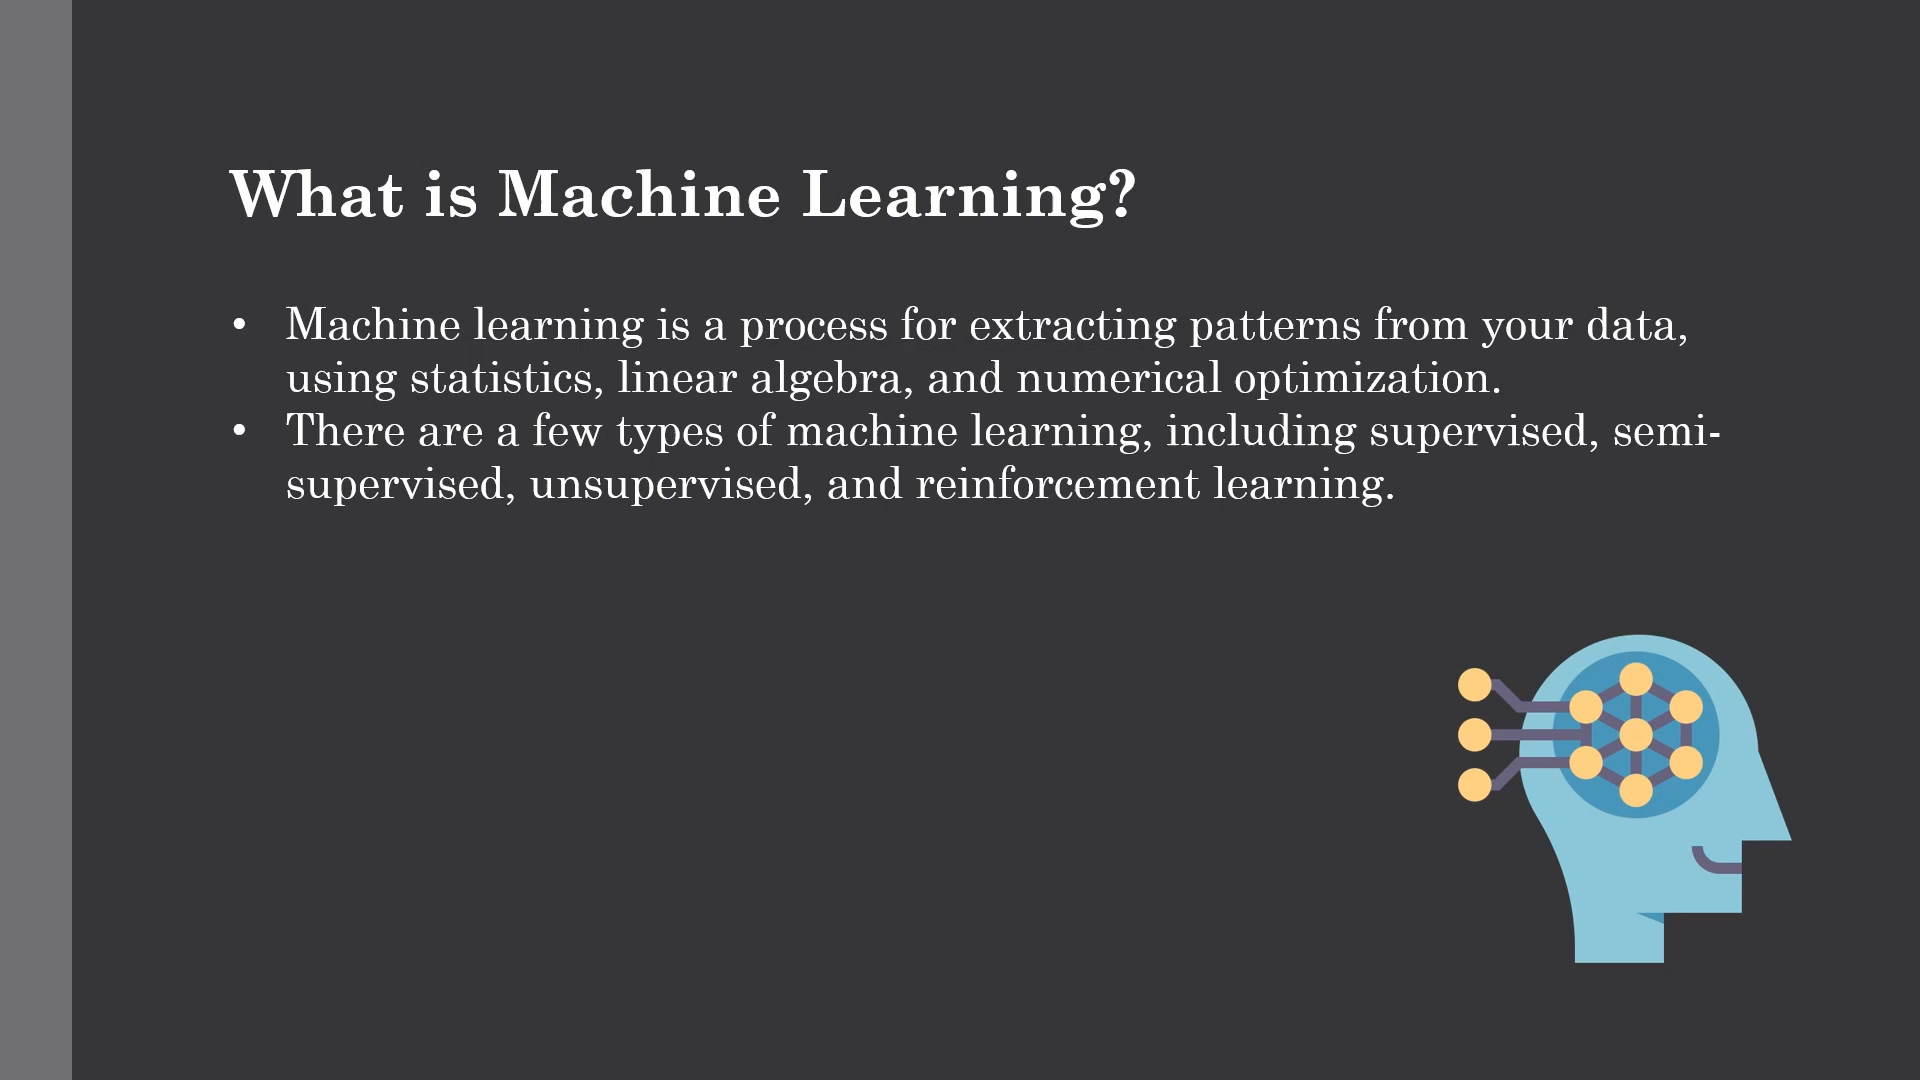 What is Machine Learning?
• Machine learning is a process for extracting patterns from your data,
using statistics, linear algebra, and numerical optimization.
• There are a few types of machine learning, including supervised, semi-
supervised, unsupervised, and reinforcement learning.